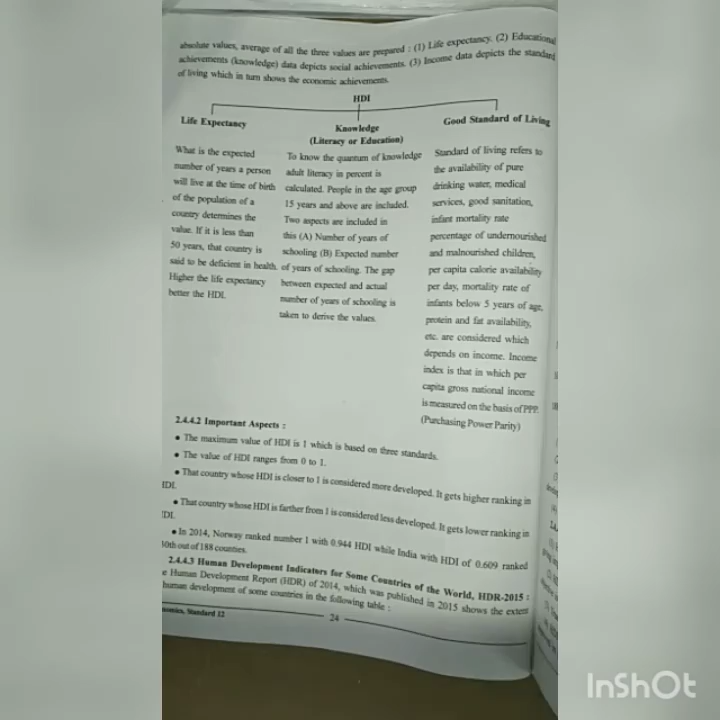 absolute values, average of all the three values are prepared : (1) Life expectancy. (2) Educational
achievements (knowledge) data depicts social achievements. (3) Income data depicts the standard
of living which in turn shows the economic achievements.
HDI
Life Expectancy
What is the expected
number of years a person
will live at the time of birth
of the population of a
country determines the
value. If it is less than
50 years, that country is
said to be deficient in health.
Higher the life expectancy
better the HDI.
Knowledge
(Literacy or Education)
To know the quantum of knowledge
adult literacy in percent is
calculated. People in the age group
15 years and above are included.
Two aspects are included in
this (A) Number of years of
schooling (B) Expected number
of years of schooling. The gap
between expected and actual
number of years of schooling is
taken to derive the values.
Good Standard of Living
Standard of living refers to
the availability of pure
drinking water, medical
services, good sanitation,
infant mortality rate
percentage of undernourished
and malnourished children,
per capita calorie availability
per day, mortality rate of
infants below 5 years of age,
protein and fat availability,
etc. are considered which
depends on income. Income
index is that in which per
capita gross national income
is measured on the basis of PPP.
(Purchasing Power Parity)
2.4.4.2 Important Aspects :
• The maximum value of HDI is 1 which is based on three standards.
• The value of HDI ranges from 0 to 1.
• That country whose HDI is closer to 1 is considered more developed. It gets higher ranking in
HDI.
• That country whose HDI is farther from 1 is considered less developed. It gets lower ranking in
HDI.
• In 2014, Norway ranked number 1 with 0.944 HDI while India with HDI of 0.609 ranked
30th out of 188 counties.
2.4.4.3 Human Development Indicators for Some Countries of the World, HDR-2015 :
e Human Development Report (HDR) of 2014, which was published in 2015 shows the extent
human development of some countries in the following table :
nomics, Standard 12
24
InShOt